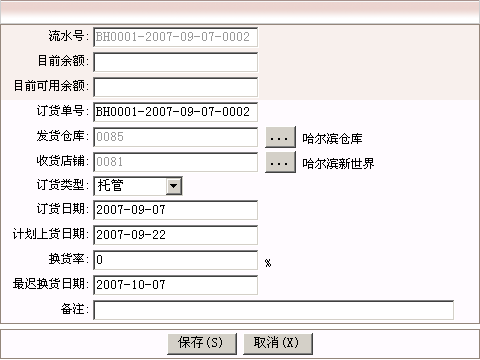 流水号: BH0001-2007-09-07-0002
目前余额:
目前可用余额:
订货单号: BH0001-2007-09-07-0002
发货仓库: 0085 ... 哈尔滨仓库
收货店铺: 0081 ... 哈尔滨新世界
订货类型: 托管
订货日期: 2007-09-07
计划上货日期: 2007-09-22
换货率: 0 %
最迟换货日期: 2007-10-07
备注:
保存(S) 取消(X)